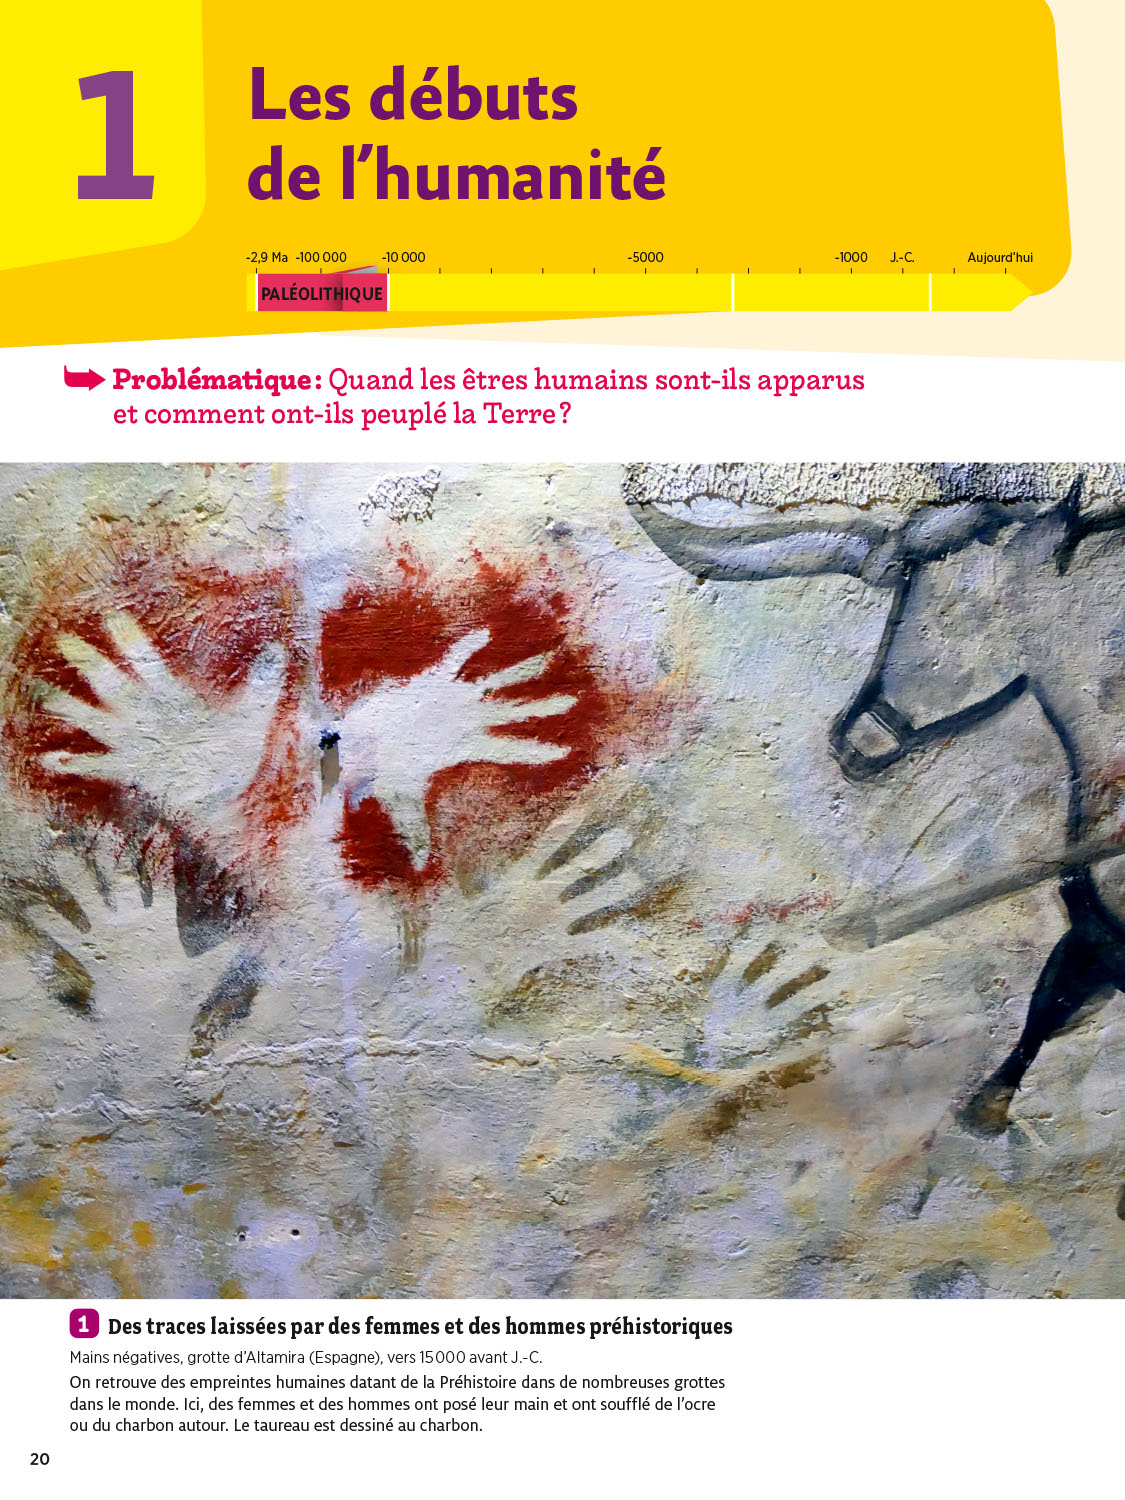 1
Les débuts
de l'humanité
-2,9 Ma -100 000 -10 000 -5000 -1000 J.-C. Aujourd'hui
PALÉOLITHIQUE
Problématique : Quand les êtres humains sont-ils apparus
et comment ont-ils peuplé la Terre ?
1 Des traces laissées par des femmes et des hommes préhistoriques
Mains négatives, grotte d'Altamira (Espagne), vers 15 000 avant J.-C.
On retrouve des empreintes humaines datant de la Préhistoire dans de nombreuses grottes
dans le monde. Ici, des femmes et des hommes ont posé leur main et ont soufflé de l'ocre
ou du charbon autour. Le taureau est dessiné au charbon.
20